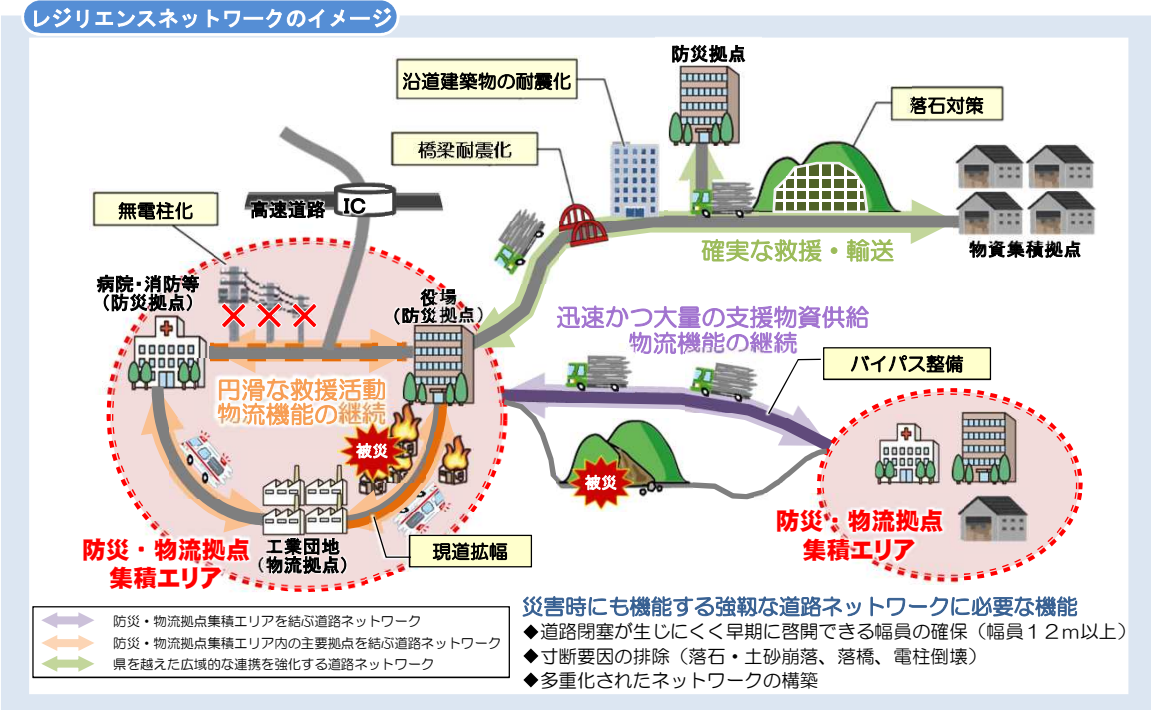 レジリエンスネットワークのイメージ
防災拠点
沿道建築物の耐震化
落石対策
橋梁耐震化
無電柱化
高速道路
IC
確実な救援・輸送
物資集積拠点
病院・消防等
（防災拠点）
役場
（防災拠点）
迅速かつ大量の支援物資供給
物流機能の継続
バイパス整備
円滑な救援活動
物流機能の継続
被災
被災
防災・物流拠点
集積エリア
工業団地
（物流拠点）
現道拡幅
防災・物流拠点
集積エリア
防災・物流拠点集積エリアを結ぶ道路ネットワーク
防災・物流拠点集積エリア内の主要拠点を結ぶ道路ネットワーク
県を越えた広域的な連携を強化する道路ネットワーク
災害時にも機能する強靱な道路ネットワークに必要な機能
◆道路閉塞が生じにくく早期に啓開できる幅員の確保（幅員１２ｍ以上）
◆寸断要因の排除（落石・土砂崩落、落橋、電柱倒壊）
◆多重化されたネットワークの構築